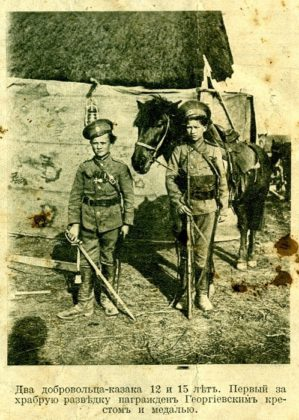 Два добровольца-казака 12 и 15 лѣтъ. Первый за
храбрую развѣдку награжденъ Георгіевскимъ кре-
стомъ и медалью.